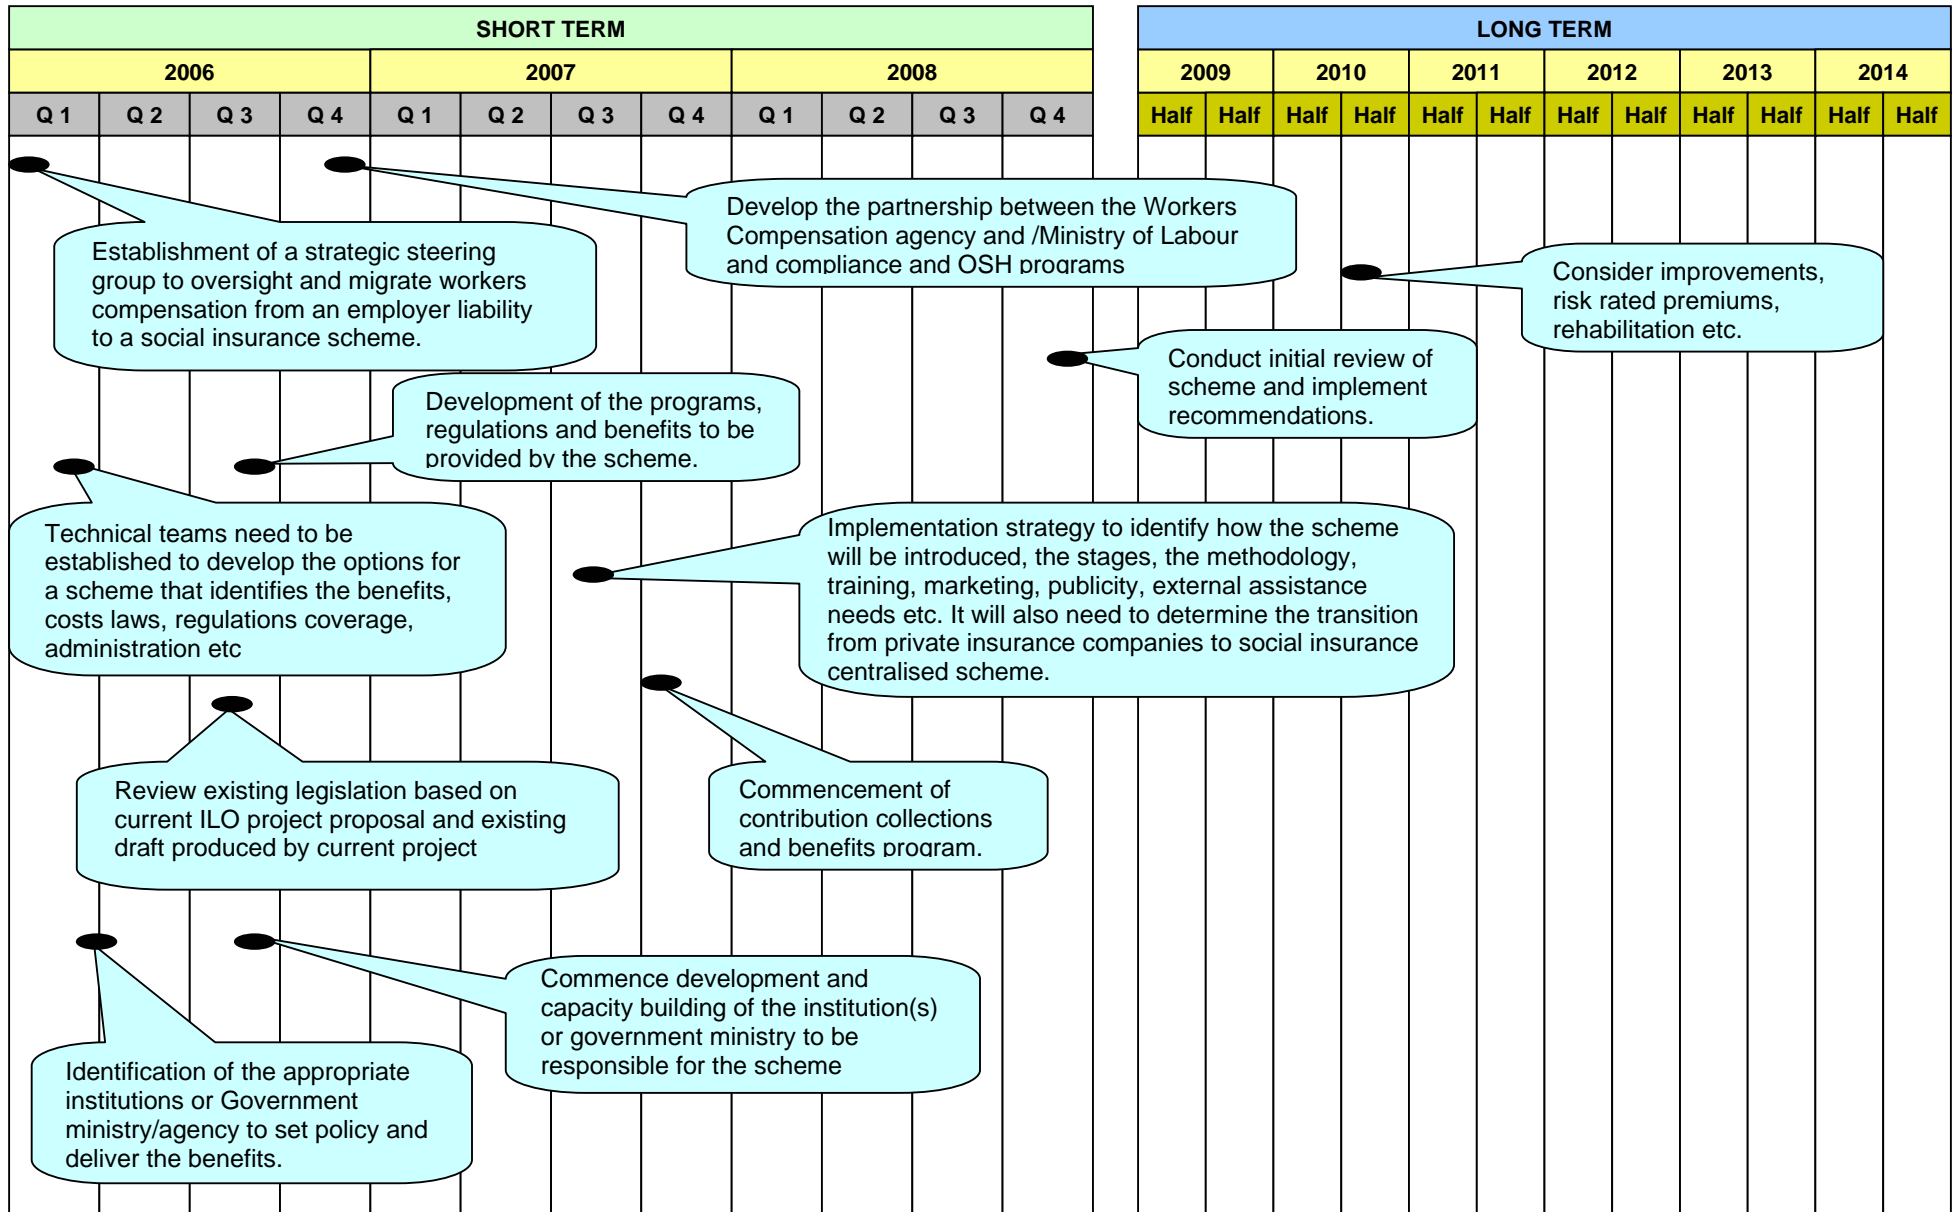 SHORT TERM
LONG TERM
2006 2007 2008
2009 2010 2011 2012 2013 2014
Q 1 Q 2 Q 3 Q 4 Q 1 Q 2 Q 3 Q 4 Q 1 Q 2 Q 3 Q 4
Half Half Half Half Half Half Half Half Half Half Half Half
Establishment of a strategic steering
group to oversight and migrate workers
compensation from an employer liability
to a social insurance scheme.
Develop the partnership between the Workers
Compensation agency and /Ministry of Labour
and compliance and OSH programs
Consider improvements,
risk rated premiums,
rehabilitation etc.
Conduct initial review of
scheme and implement
recommendations.
Development of the programs,
regulations and benefits to be
provided by the scheme.
Technical teams need to be
established to develop the options for
a scheme that identifies the benefits,
costs laws, regulations coverage,
administration etc
Implementation strategy to identify how the scheme
will be introduced, the stages, the methodology,
training, marketing, publicity, external assistance
needs etc. It will also need to determine the transition
from private insurance companies to social insurance
centralised scheme.
Review existing legislation based on
current ILO project proposal and existing
draft produced by current project
Commencement of
contribution collections
and benefits program.
Commence development and
capacity building of the institution(s)
or government ministry to be
responsible for the scheme
Identification of the appropriate
institutions or Government
ministry/agency to set policy and
deliver the benefits.